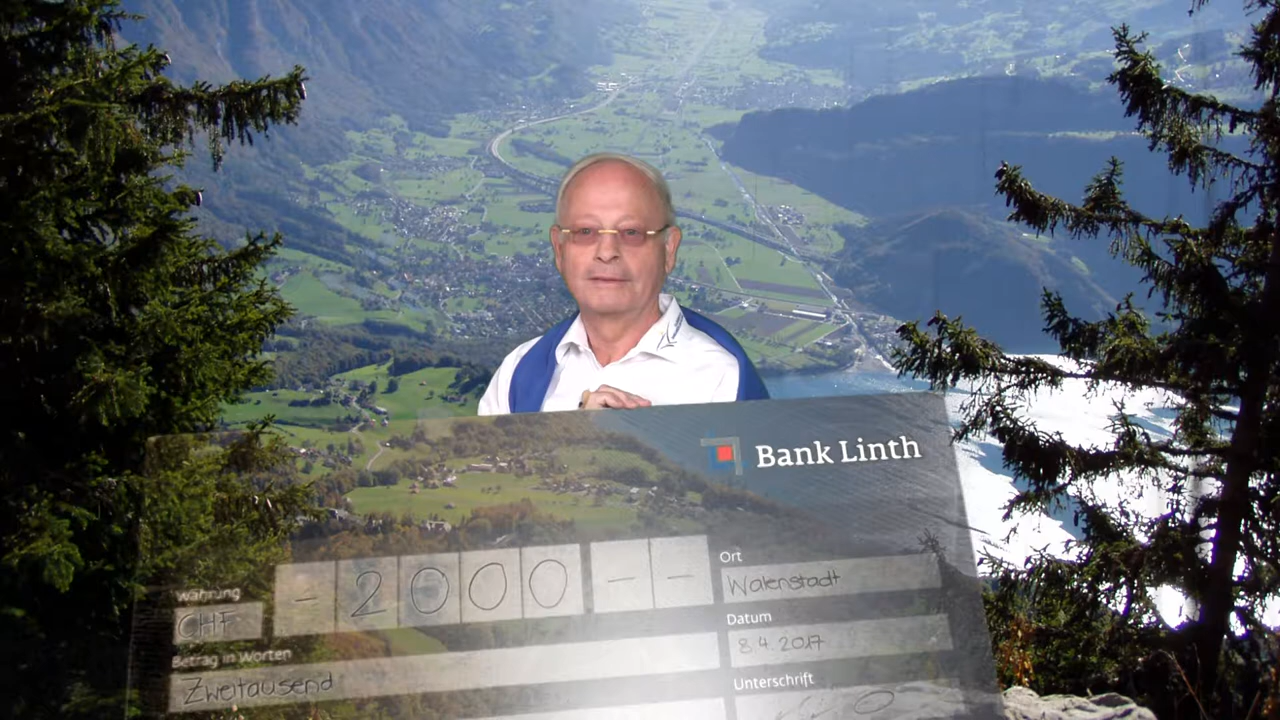 Bank Linth
Währung
CHF
- 2000 - -
Ort
Walenstadt
Betrag in Worten
Zweitausend
Datum
8.4.2017
Unterschrift